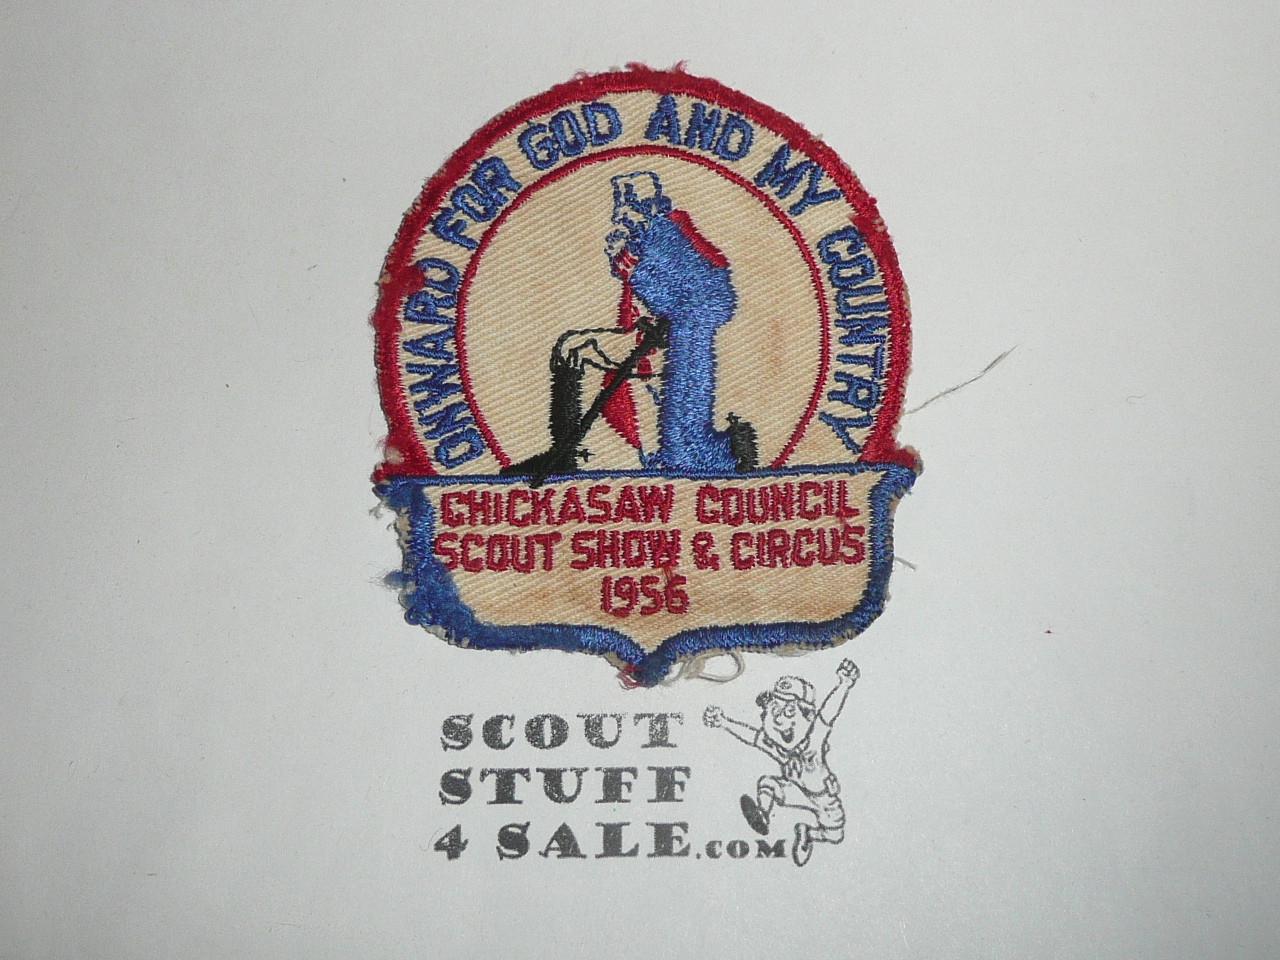 ONWARD FOR GOD AND MY COUNTRY
CHICKASAW COUNCIL
SCOUT SHOW & CIRCUS
1956
SCOUT
STUFF
4 SALE.COM